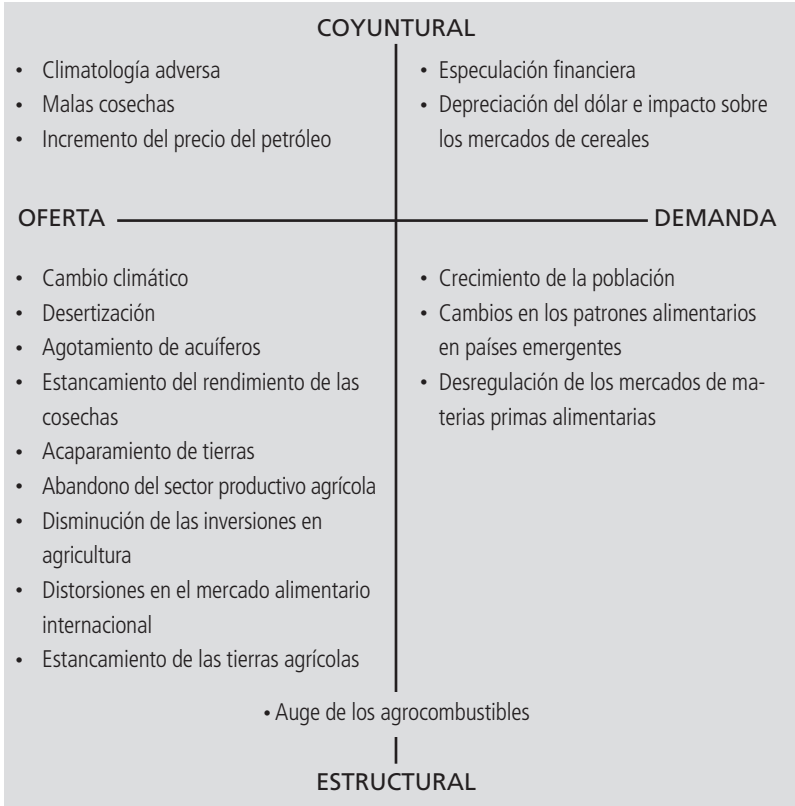 COYUNTURAL
• Climatología adversa
• Malas cosechas
• Incremento del precio del petróleo
• Especulación financiera
• Depreciación del dólar e impacto sobre
los mercados de cereales
OFERTA
DEMANDA
• Cambio climático
• Desertización
• Agotamiento de acuíferos
• Estancamiento del rendimiento de las
cosechas
• Acaparamiento de tierras
• Abandono del sector productivo agrícola
• Disminución de las inversiones en
agricultura
• Distorsiones en el mercado alimentario
internacional
• Estancamiento de las tierras agrícolas
• Crecimiento de la población
• Cambios en los patrones alimentarios
en países emergentes
• Desregulación de los mercados de ma-
terias primas alimentarias
• Auge de los agrocombustibles
ESTRUCTURAL